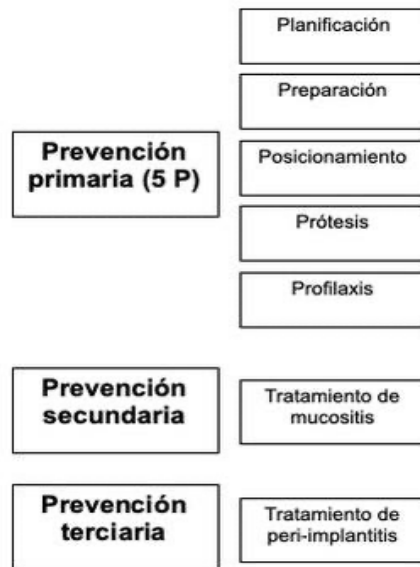 Prevención
primaria (5 P)
Planificación
Preparación
Posicionamiento
Prótesis
Profilaxis
Prevención
secundaria
Tratamiento de
mucositis
Prevención
terciaria
Tratamiento de
peri-implantitis